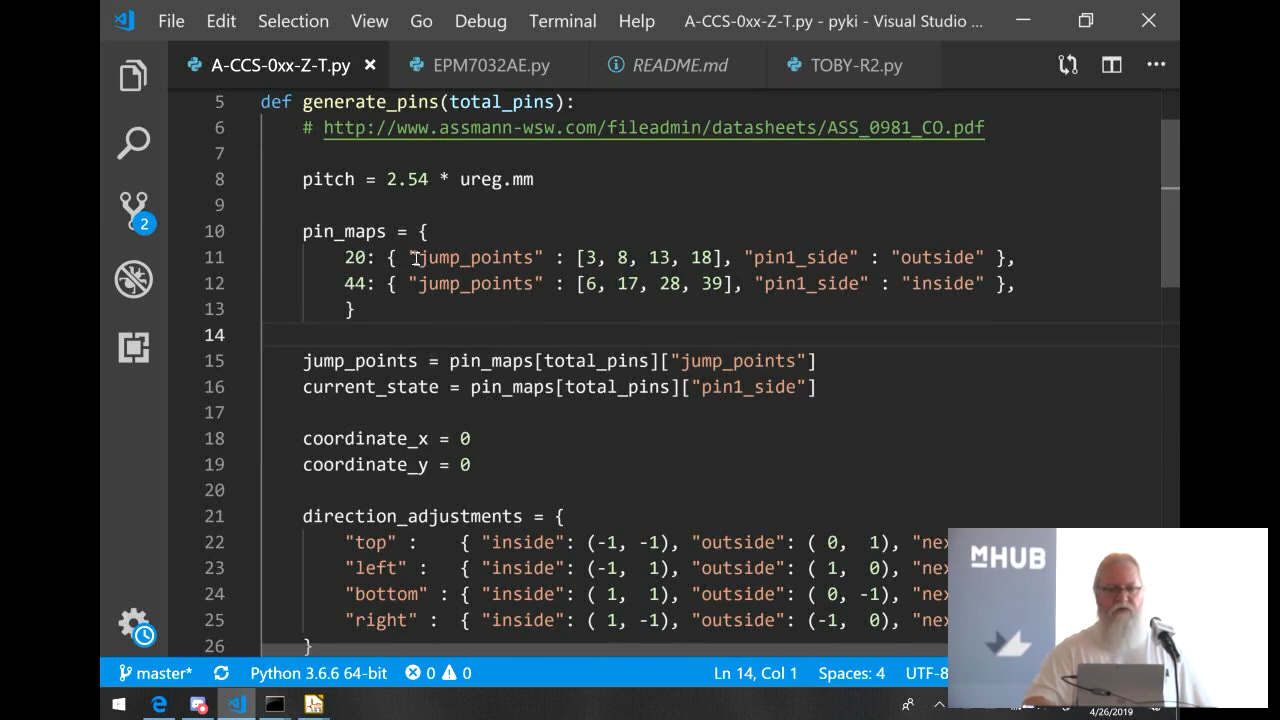 File Edit Selection View Go Debug Terminal Help A-CCS-0xx-Z-T.py - pyki - Visual Studio ...
A-CCS-0xx-Z-T.py EPM7032AE.py README.md TOBY-R2.py
5 def generate_pins(total_pins):
6 # http://www.assmann-wsw.com/fileadmin/datasheets/ASS_0981_CO.pdf
7
8 pitch = 2.54 * ureg.mm
9
10 pin_maps = {
11 20: { "jump_points" : [3, 8, 13, 18], "pin1_side" : "outside" },
12 44: { "jump_points" : [6, 17, 28, 39], "pin1_side" : "inside" },
13 }
14
15 jump_points = pin_maps[total_pins]["jump_points"]
16 current_state = pin_maps[total_pins]["pin1_side"]
17
18 coordinate_x = 0
19 coordinate_y = 0
20
21 direction_adjustments = {
22 "top" : { "inside": (-1, -1), "outside": ( 0, 1), "nex
23 "left" : { "inside": (-1, 1), "outside": ( 1, 0), "nex
24 "bottom" : { "inside": ( 1, 1), "outside": ( 0, -1), "nex
25 "right" : { "inside": ( 1, -1), "outside": (-1, 0), "nex
26 }
2
mHUB
master* Python 3.6.6 64-bit 0 0 Ln 14, Col 1 Spaces: 4 UTF-8
4/26/2019